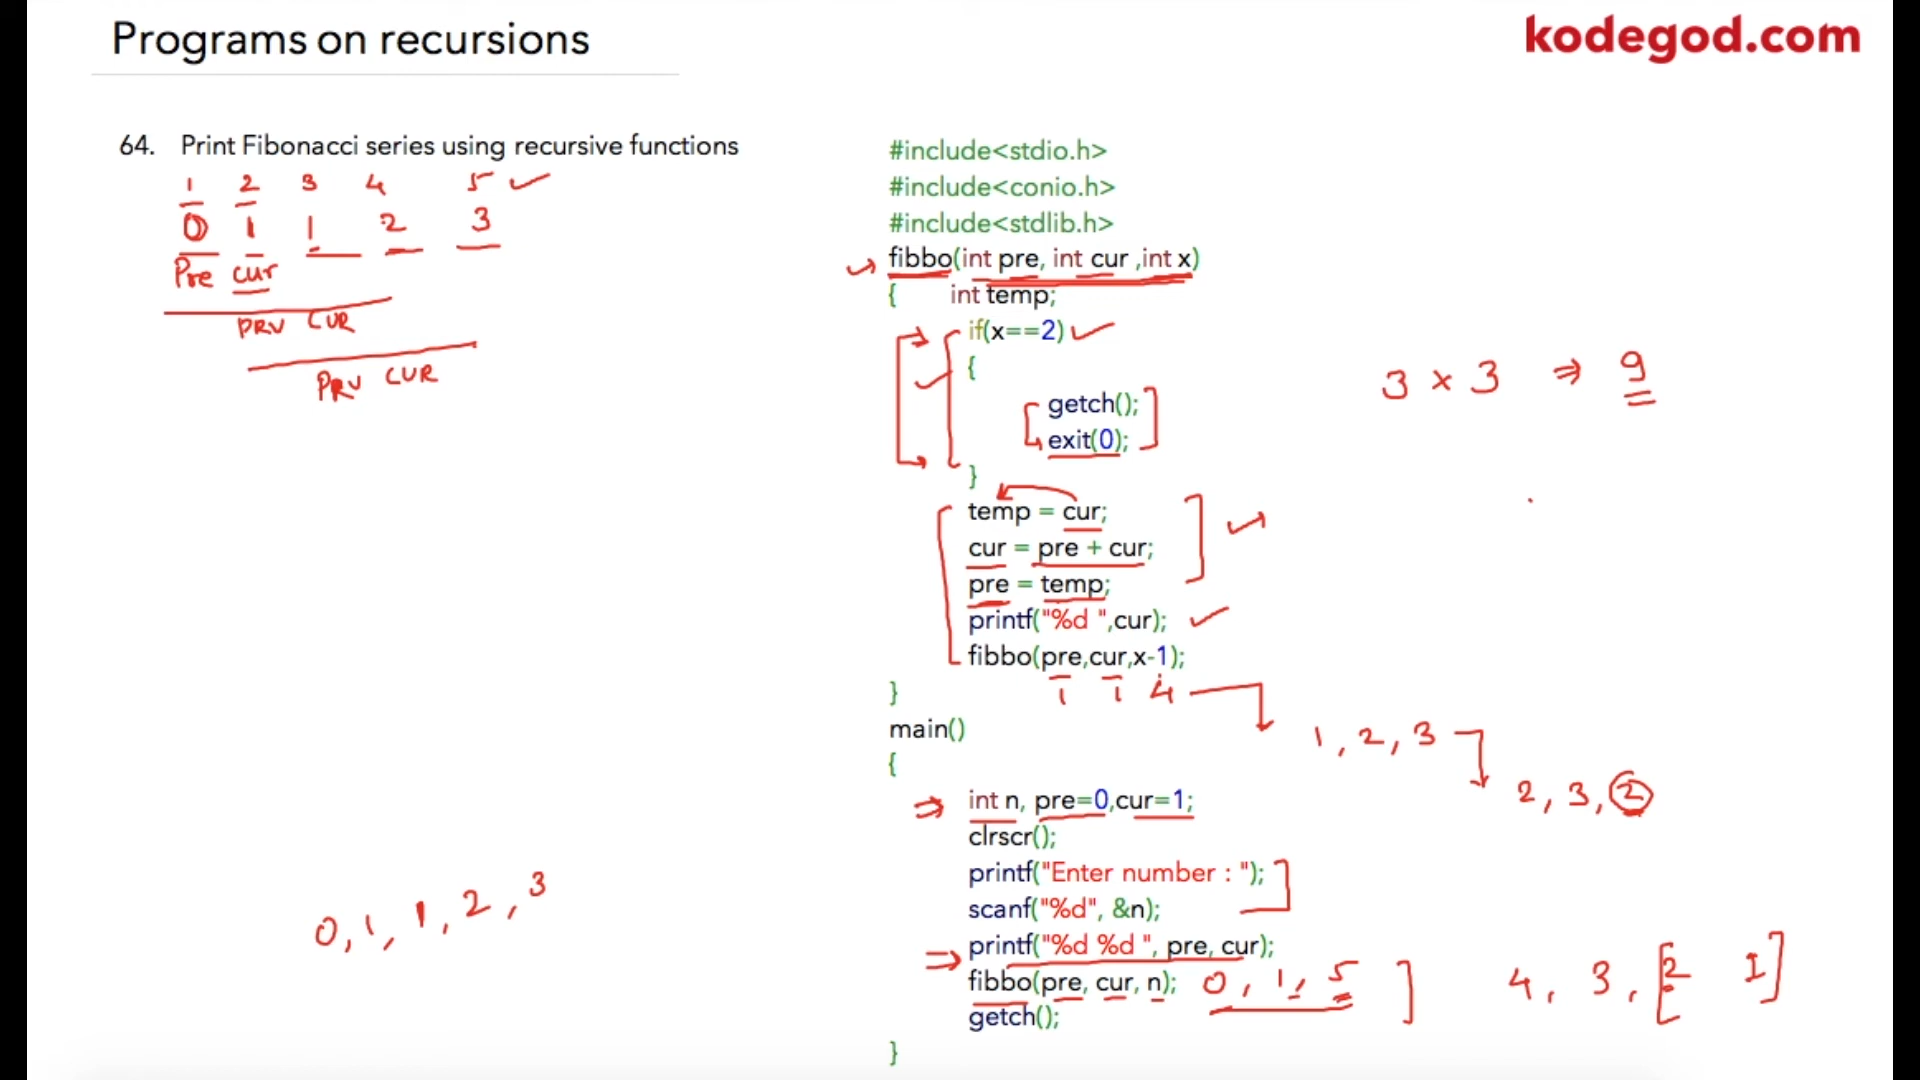 Programs on recursions
kodegod.com
64. Print Fibonacci series using recursive functions
1 2 3 4 5
0 1 1 2 3
Pre cur
PRV CUR
PRV CUR
0, 1, 1, 2, 3
#include<stdio.h>
#include<conio.h>
#include<stdlib.h>
fibbo(int pre, int cur ,int x)
{ int temp;
if(x==2)
{
getch();
exit(0);
}
temp = cur;
cur = pre + cur;
pre = temp;
printf("%d ",cur);
fibbo(pre,cur,x-1);
1 1 4
}
main()
{
int n, pre=0,cur=1;
clrscr();
printf("Enter number : ");
scanf("%d", &n);
printf("%d %d ", pre, cur);
fibbo(pre, cur, n); 0, 1, 5 ]
getch();
}
3 × 3 ⇒ 9
1, 2, 3
2, 3, 2
4, 3, [2 1]